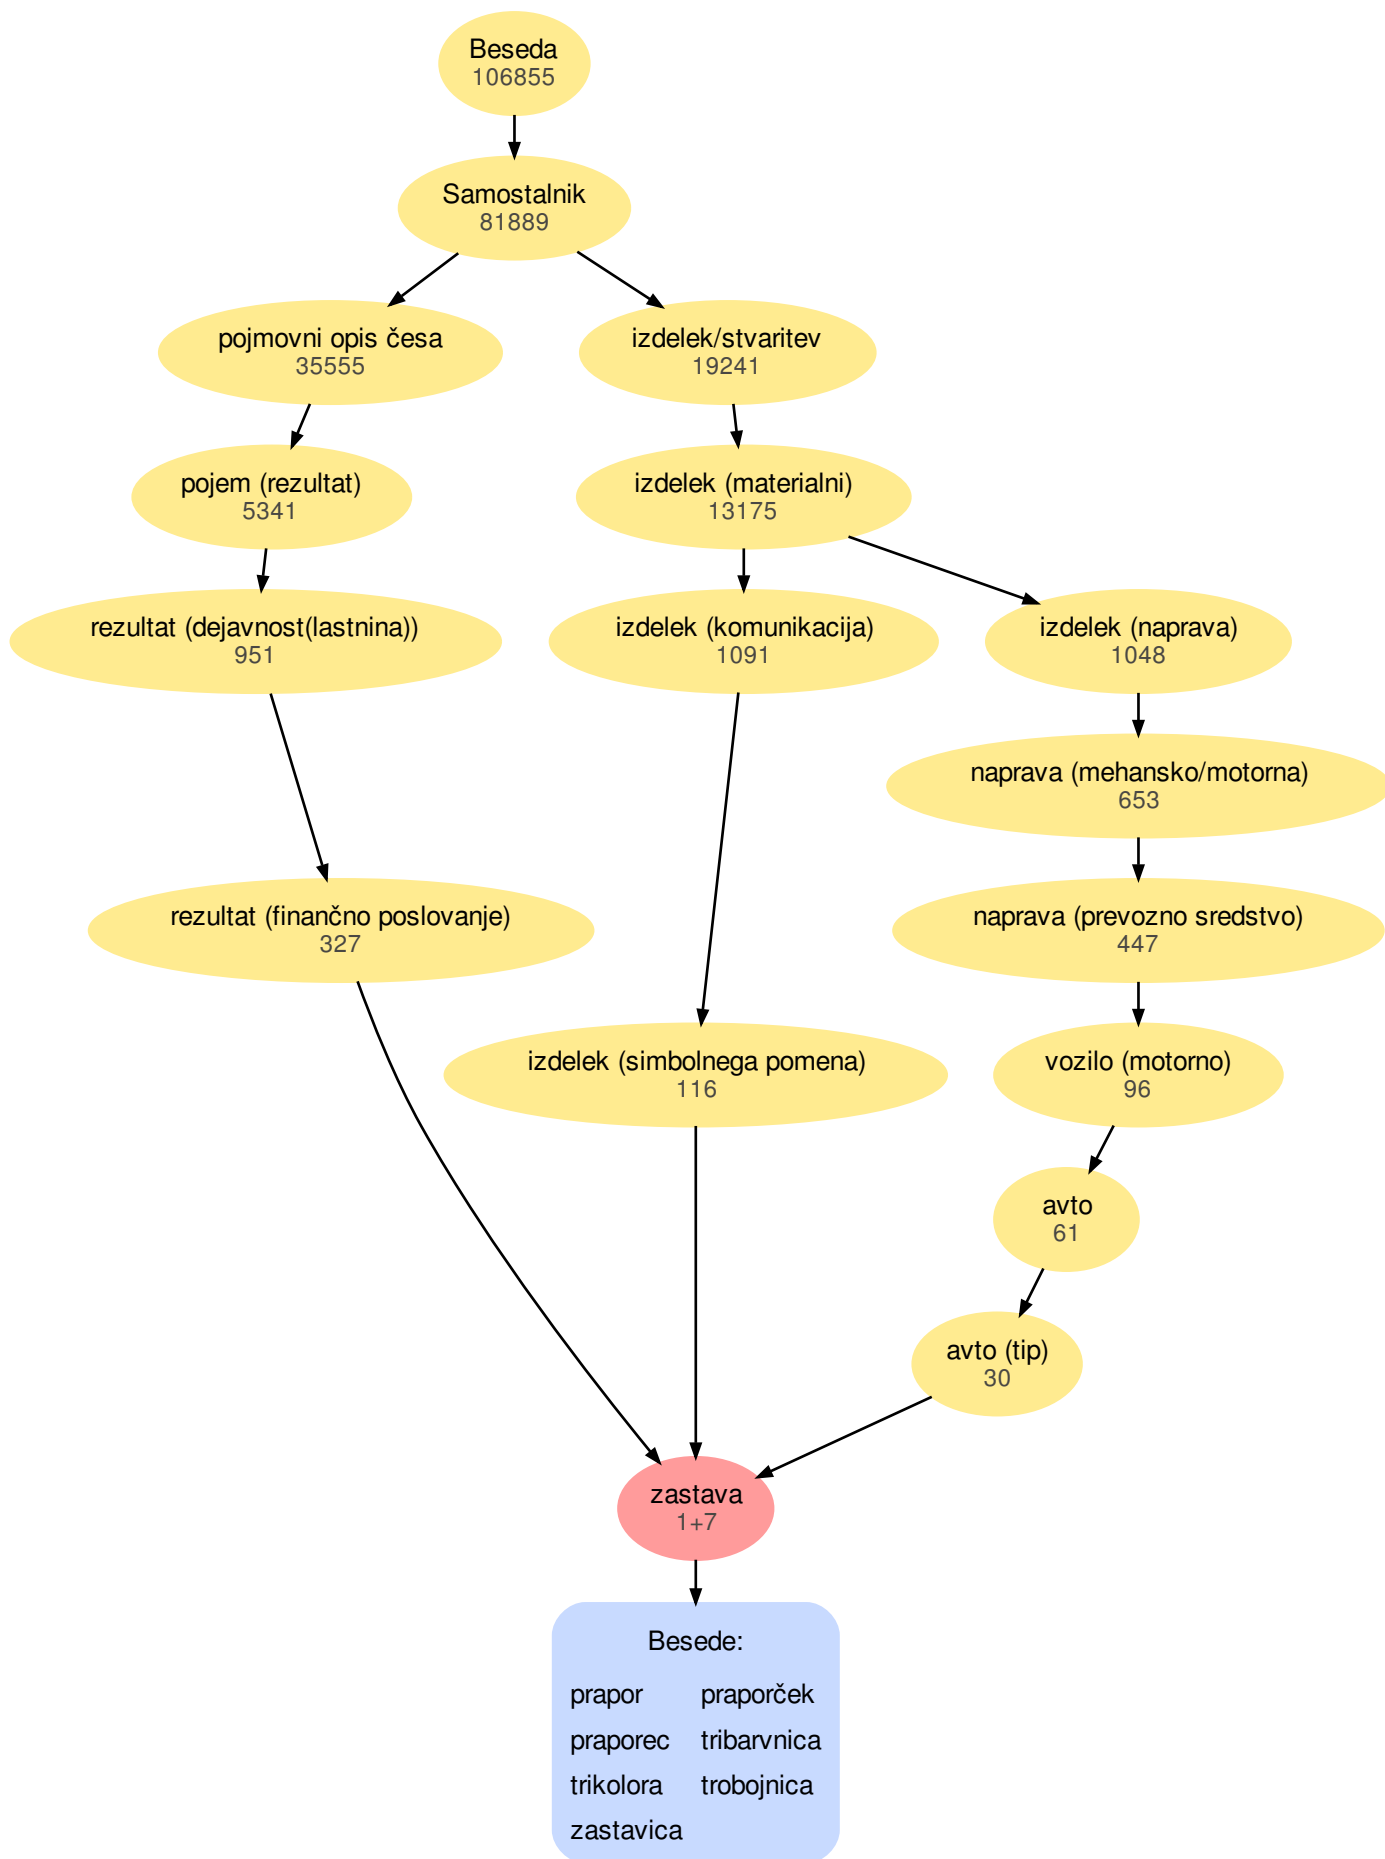 Beseda
106855
Samostalnik
81889
pojmovni opis česa
35555
izdelek/stvaritev
19241
pojem (rezultat)
5341
izdelek (materialni)
13175
rezultat (dejavnost(lastnina))
951
izdelek (komunikacija)
1091
izdelek (naprava)
1048
naprava (mehansko/motorna)
653
rezultat (finančno poslovanje)
327
naprava (prevozno sredstvo)
447
izdelek (simbolnega pomena)
116
vozilo (motorno)
96
avto
61
avto (tip)
30
zastava
1+7
Besede:
prapor praporček
praporec tribarvnica
trikolora trobojnica
zastavica